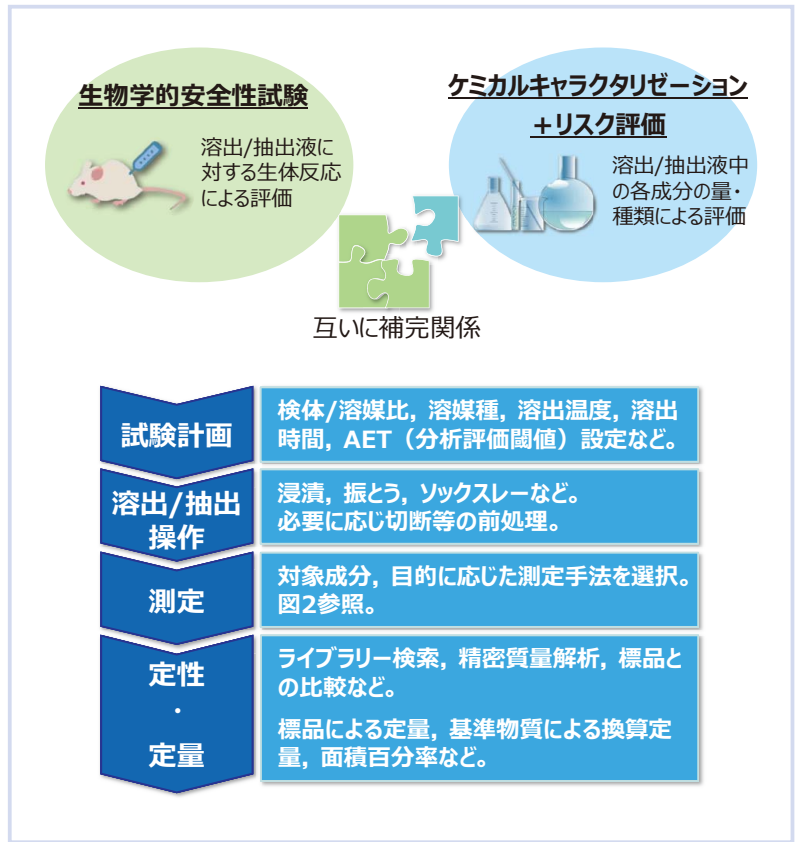 生物学的安全性試験
溶出/抽出液に
対する生体反応
による評価
ケミカルキャラクタリゼーション
+リスク評価
溶出/抽出液中
の各成分の量・
種類による評価
互いに補完関係
試験計画
検体/溶媒比, 溶媒種, 溶出温度, 溶出
時間, AET（分析評価閾値）設定など。
溶出/抽出
操作
浸漬, 振とう, ソックスレーなど。
必要に応じ切断等の前処理。
測定
対象成分, 目的に応じた測定手法を選択。
図2参照。
定性
・
定量
ライブラリー検索, 精密質量解析, 標品と
の比較など。
標品による定量, 基準物質による換算定
量, 面積百分率など。